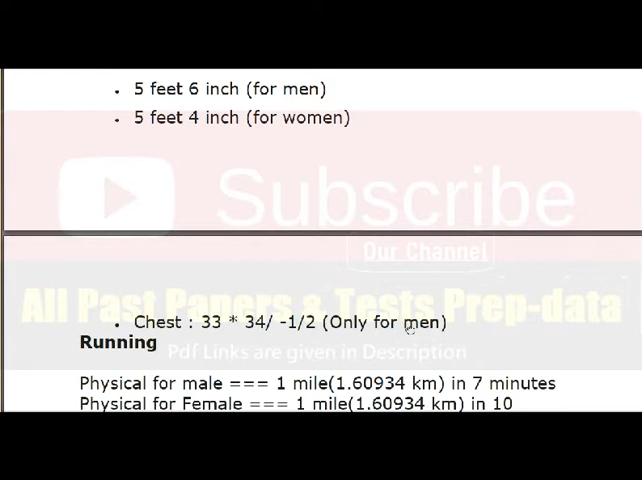 5 feet 6 inch (for men)
5 feet 4 inch (for women)
Subscribe
Our Channel
All Past Papers & Tests Prep-data
Chest : 33 * 34/ -1/2 (Only for men)
Running
Pdf Links are given in Description
Physical for male === 1 mile(1.60934 km) in 7 minutes
Physical for Female === 1 mile(1.60934 km) in 10